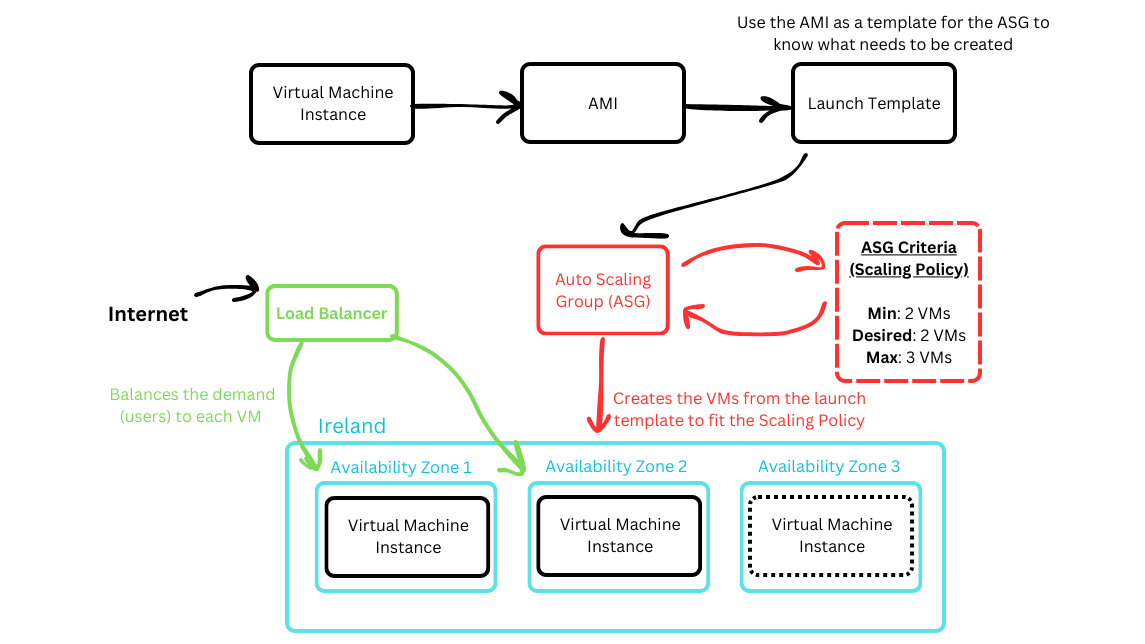 Use the AMI as a template for the ASG to
know what needs to be created
Virtual Machine
Instance
AMI
Launch Template
Auto Scaling
Group (ASG)
ASG Criteria
(Scaling Policy)
Min: 2 VMs
Desired: 2 VMs
Max: 3 VMs
Internet
Load Balancer
Balances the demand
(users) to each VM
Creates the VMs from the launch
template to fit the Scaling Policy
Ireland
Availability Zone 1
Availability Zone 2
Availability Zone 3
Virtual Machine
Instance
Virtual Machine
Instance
Virtual Machine
Instance